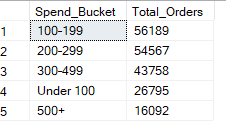 Spend_Bucket Total_Orders
1 100-199 56189
2 200-299 54567
3 300-499 43758
4 Under 100 26795
5 500+ 16092